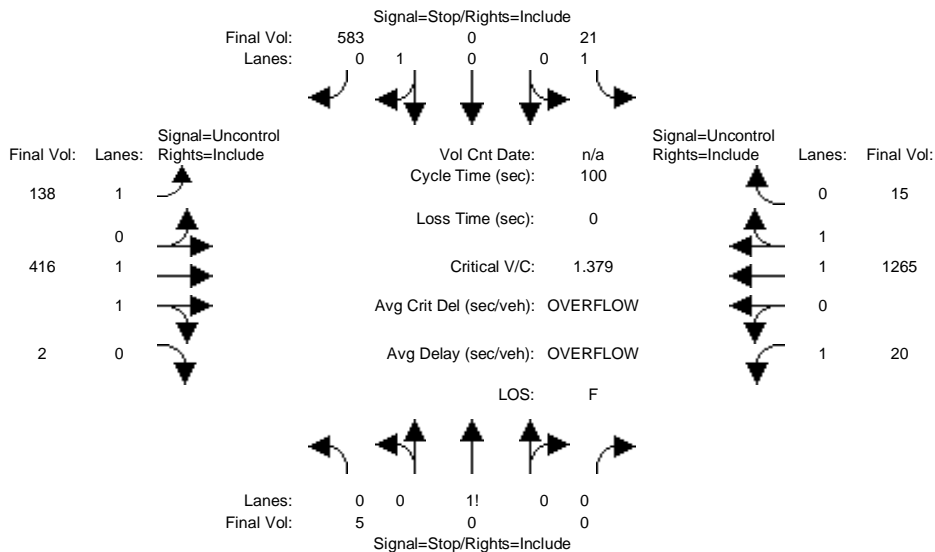 Signal=Stop/Rights=Include
Final Vol: 583 0 21
Lanes: 0 1 0 0 1
Signal=Uncontrol
Final Vol: Lanes: Rights=Include
Vol Cnt Date: n/a
Signal=Uncontrol
Rights=Include Lanes: Final Vol:
138 1
Cycle Time (sec): 100
0 15
Loss Time (sec): 0
0
1
416 1
Critical V/C: 1.379
1 1265
1
Avg Crit Del (sec/veh): OVERFLOW
0
2 0
Avg Delay (sec/veh): OVERFLOW
1 20
LOS: F
Lanes: 0 0 1! 0 0
Final Vol: 5 0 0
Signal=Stop/Rights=Include